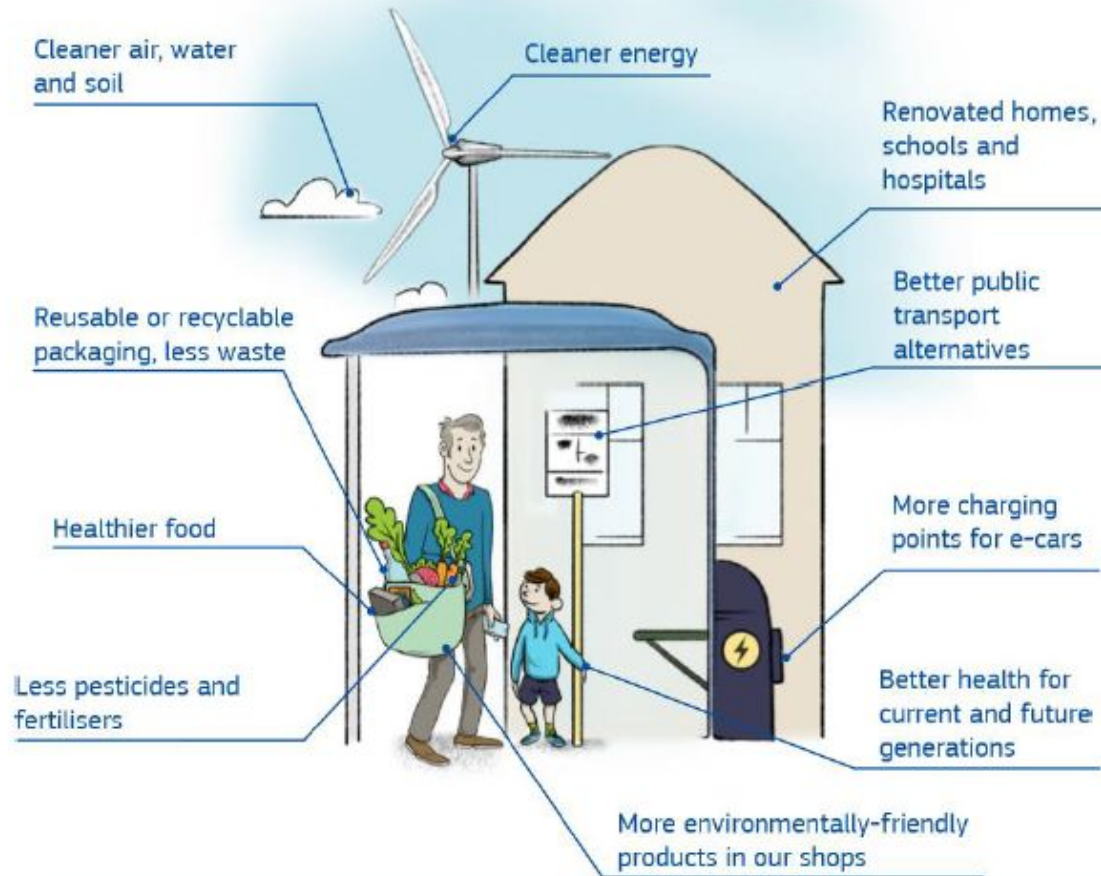 Cleaner air, water
and soil
Cleaner energy
Renovated homes,
schools and
hospitals
Better public
transport
alternatives
Reusable or recyclable
packaging, less waste
Healthier food
More charging
points for e-cars
Less pesticides and
fertilisers
Better health for
current and future
generations
More environmentally-friendly
products in our shops